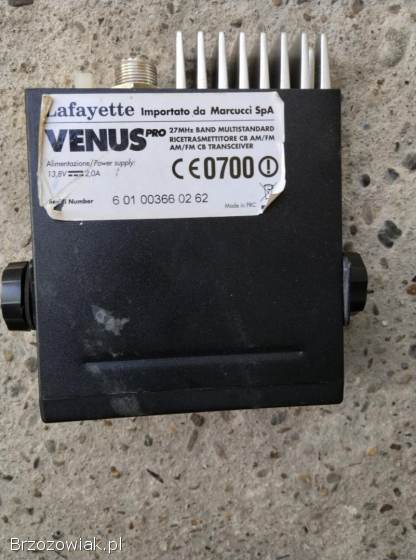 Lafayette Importato da Marcucci SpA
VENUS PRO
27MHz BAND MULTISTANDARD
RICETRASMETTITORE CB AM/FM
AM/FM CB TRANSCEIVER
Alimentazione/Power supply:
13,8V 2,0A
CE0700
Serial Number 6 01 00366 02 62
Made in PRC
Brzozowiak.pl